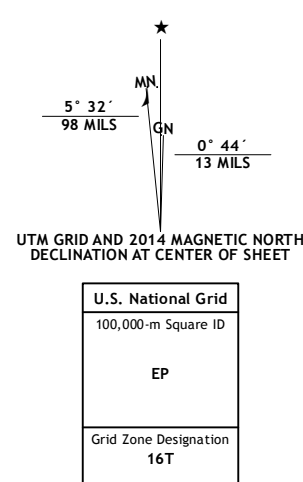 ★
MN.
5° 32´
98 MILS
GN
0° 44´
13 MILS
UTM GRID AND 2014 MAGNETIC NORTH
DECLINATION AT CENTER OF SHEET
U.S. National Grid
100,000-m Square ID
EP
Grid Zone Designation
16T